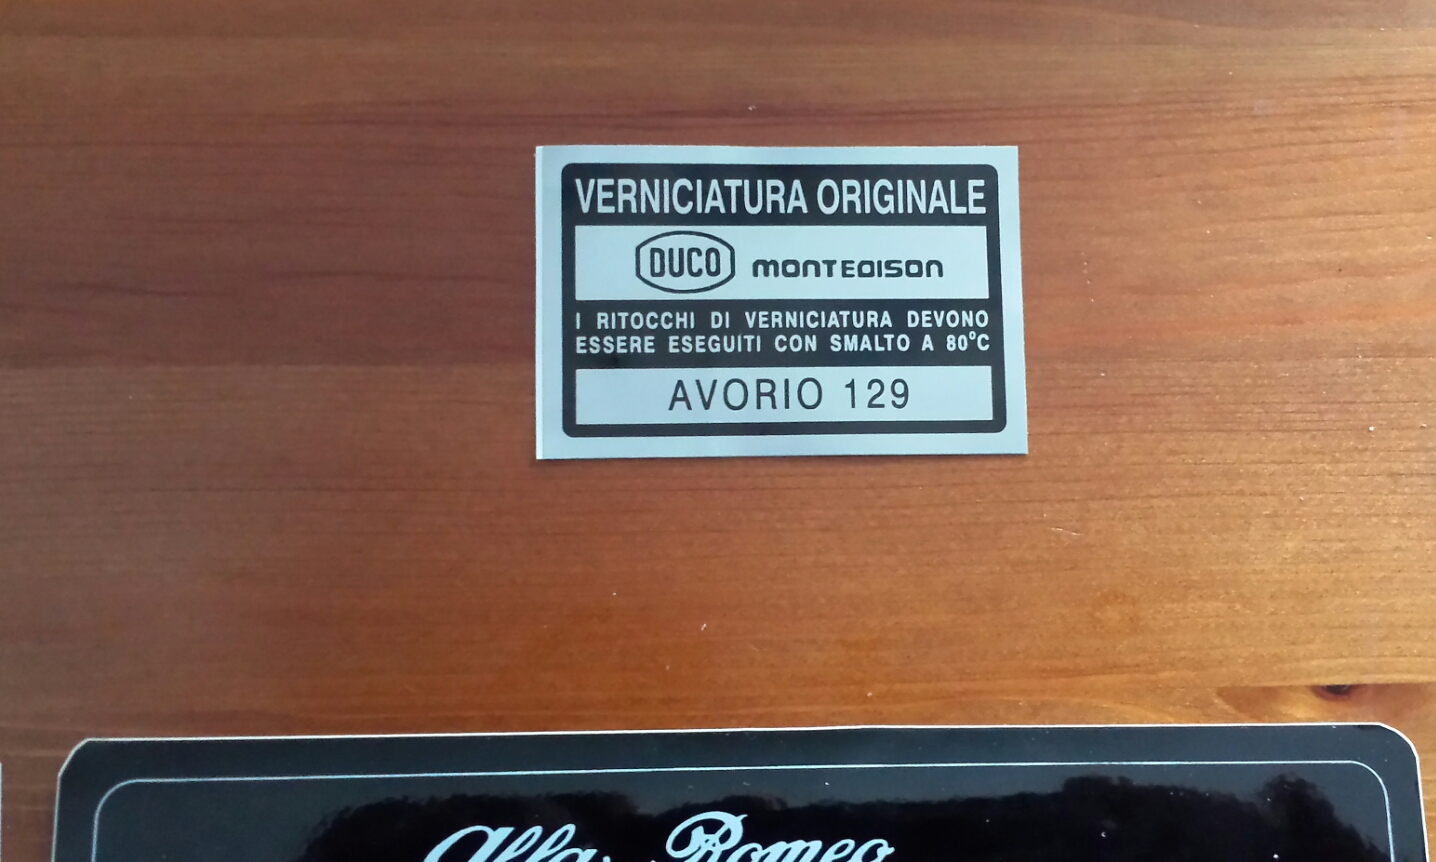 VERNICIATURA ORIGINALE
DUCO MONTEDISON
I RITOCCHI DI VERNICIATURA DEVONO
ESSERE ESEGUITI CON SMALTO A 80°C
AVORIO 129
Alfa Romeo